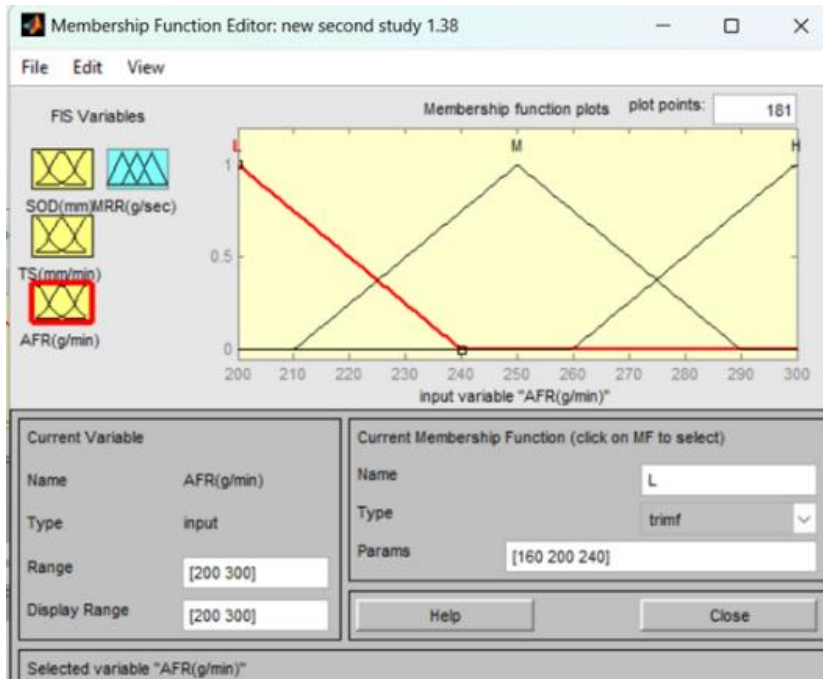 Membership Function Editor: new second study 1.38
File Edit View
FIS Variables
Membership function plots plot points: 181
L M H
1
0.5
0
SOD(mm)MRR(g/sec)
TS(mm/min)
AFR(g/min)
200 210 220 230 240 250 260 270 280 290 300
input variable "AFR(g/min)"
Current Variable
Name AFR(g/min)
Type input
Range [200 300]
Display Range [200 300]
Current Membership Function (click on MF to select)
Name L
Type trimf
Params [160 200 240]
Help Close
Selected variable "AFR(g/min)"